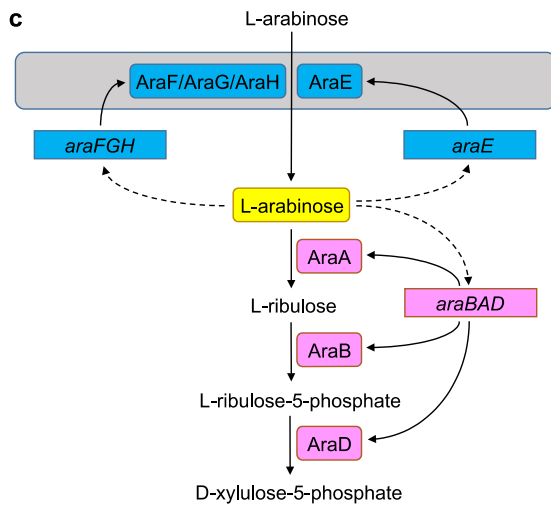 c
L-arabinose
AraF/AraG/AraH
AraE
araFGH
araE
L-arabinose
AraA
L-ribulose
araBAD
AraB
L-ribulose-5-phosphate
AraD
D-xylulose-5-phosphate